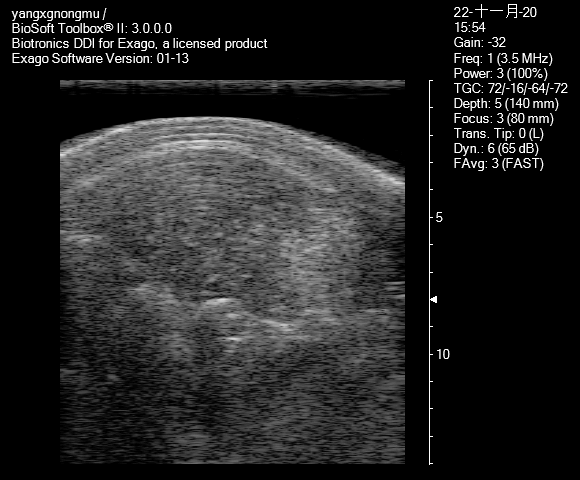 yangxgnongmu /
BioSoft Toolbox® II: 3.0.0.0
Biotronics DDI for Exago, a licensed product
Exago Software Version: 01-13
22-十一月-20
15:54
Gain: -32
Freq: 1 (3.5 MHz)
Power: 3 (100%)
TGC: 72/-16/-64/-72
Depth: 5 (140 mm)
Focus: 3 (80 mm)
Trans. Tip: 0 (L)
Dyn.: 6 (65 dB)
FAvg: 3 (FAST)
5
10